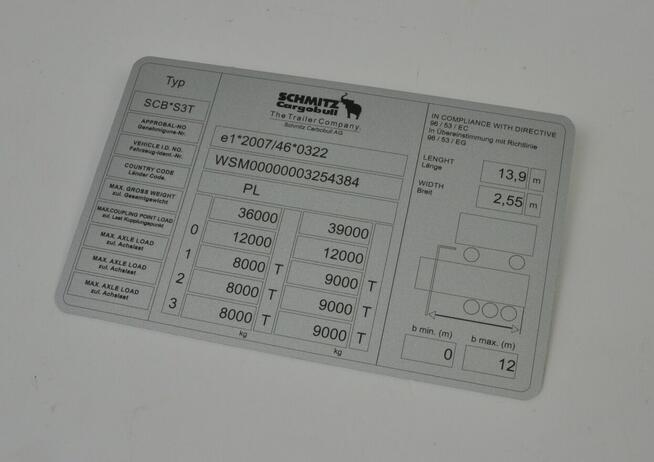 Typ
SCB*S3T
APPROBAL-NO
Genehmigungs-Nr.
VEHICLE I.D. NO.
Fahrzeug-Ident.-Nr.
COUNTRY CODE
Länder Code.
MAX. GROSS WEIGHT
zul. Gesamtgewicht
MAX.COUPLING POINT LOAD
zul. Last Kupplungspunkt
MAX. AXLE LOAD
zul. Achslast
MAX. AXLE LOAD
zul. Achslast
MAX. AXLE LOAD
zul. Achslast
SCHMITZ
Cargobull
The Trailer Company.
Schmitz Carbobull AG
e1*2007/46*0322
WSM00000003254384
PL
36000 39000
0 12000 12000
1 8000 T 9000 T
2 8000 T 9000 T
3 8000 T 9000 T
kg kg
IN COMPLIANCE WITH DIRECTIVE
96 / 53 / EC
In Übereinstimmung mit Richtlinie
96 / 53 / EG
LENGHT
Länge
13,9 m
WIDTH
Breit
2,55 m
b min. (m) b max. (m)
0 12